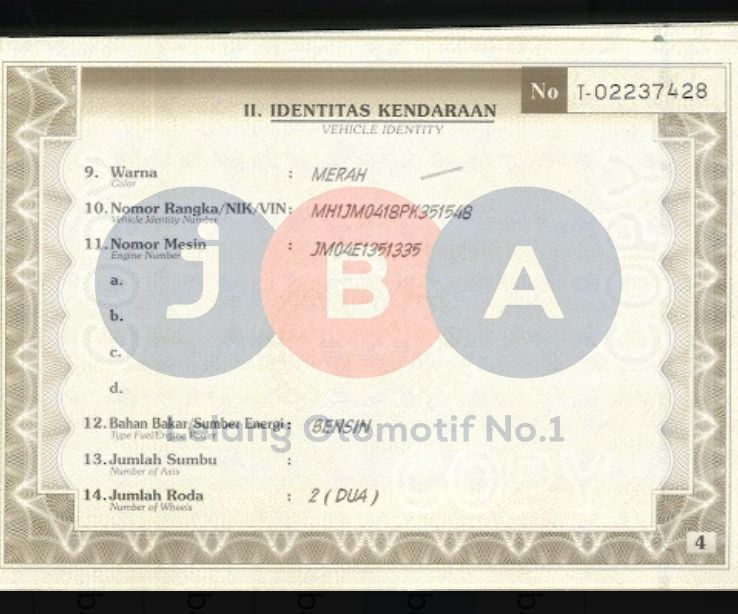 No T-02237428
II. IDENTITAS KENDARAAN
VEHICLE IDENTITY
9. Warna : MERAH
Color
10. Nomor Rangka/NIK/VIN : MH1JM0418PK351548
Vehicle Identity Number
11. Nomor Mesin : JM04E1351335
Engine Number
a.
b.
c.
d.
jBA
Lelang Otomotif No.1
12. Bahan Bakar/Sumber Energi : BENSIN
Type Fuel/Engine Power
13. Jumlah Sumbu :
Number of Axis
14. Jumlah Roda : 2 ( DUA )
Number of Wheels
4